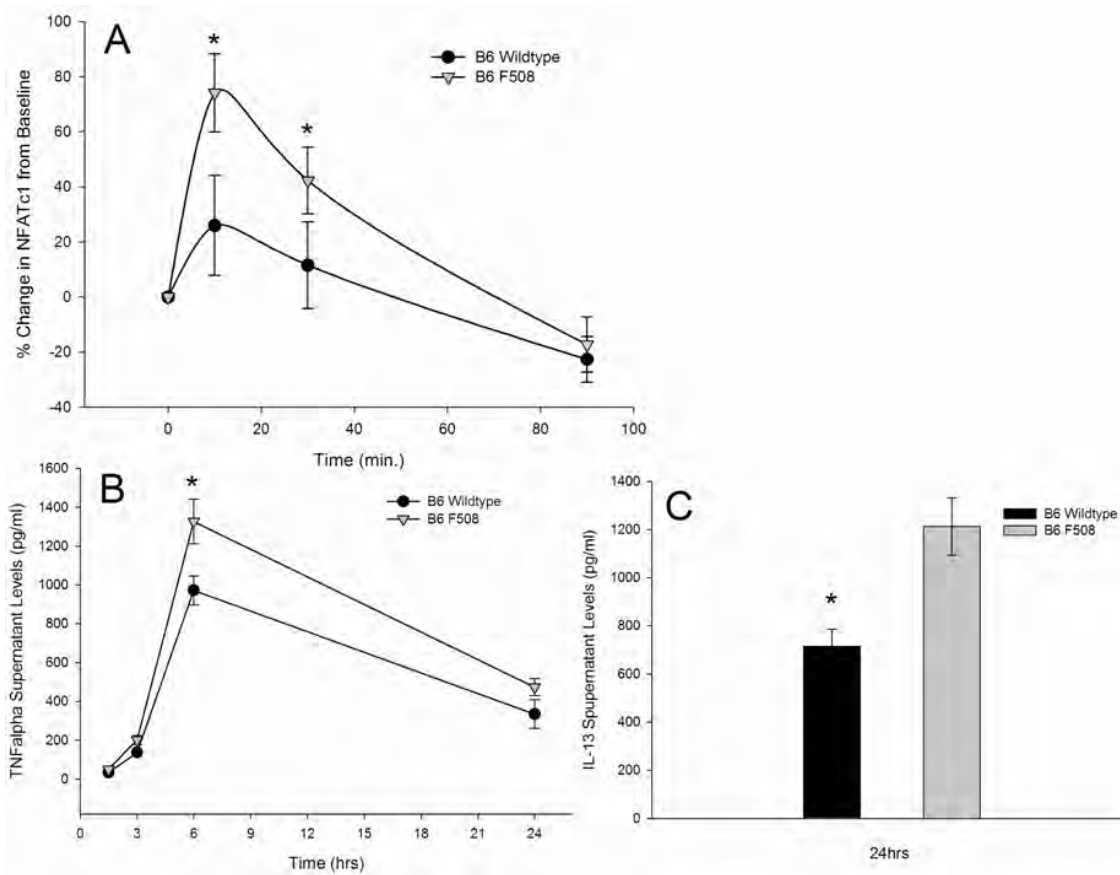 A
*
*
B6 Wildtype
B6 F508
% Change in NFATc1 from Baseline
100
80
60
40
20
0
-20
-40
0
20
40
60
80
100
Time (min.)
B
*
B6 Wildtype
B6 F508
TNFalpha Supernatant Levels (pg/ml)
1600
1400
1200
1000
800
600
400
200
0
0
3
6
9
12
15
18
21
24
Time (hrs)
C
*
B6 Wildtype
B6 F508
IL-13 Spupernatant Levels (pg/ml)
1400
1200
1000
800
600
400
200
0
24hrs